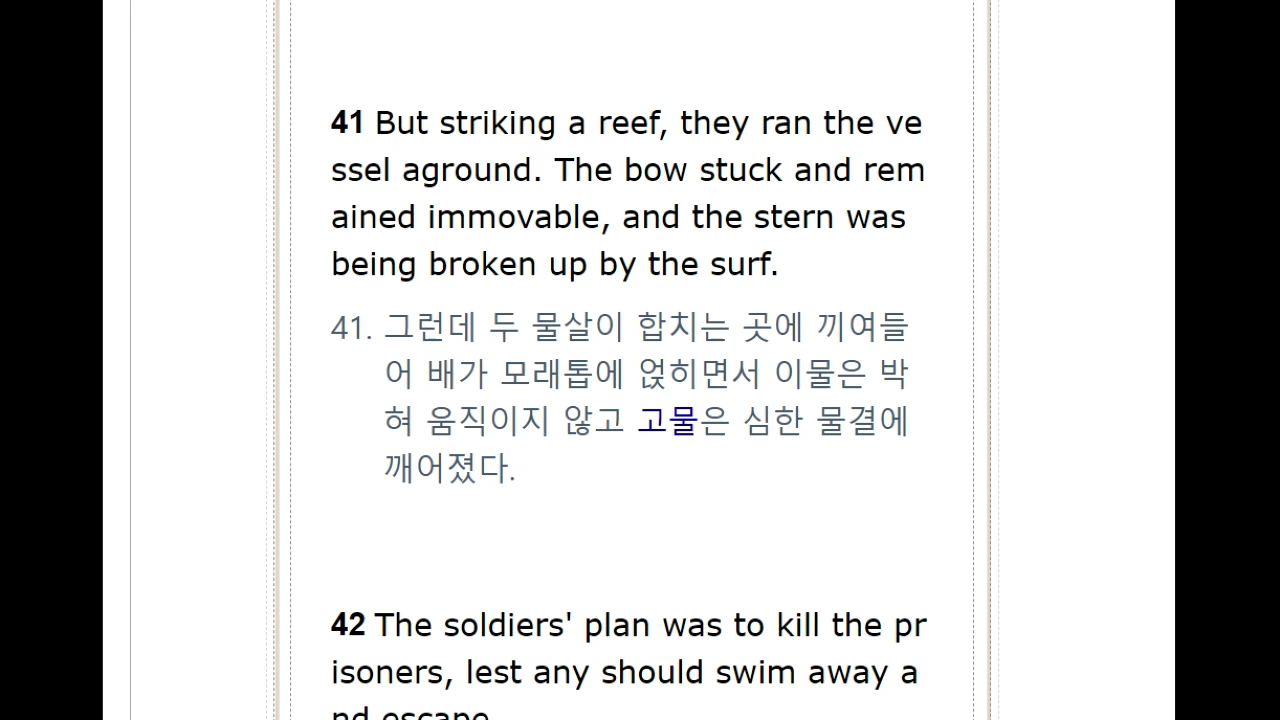 41 But striking a reef, they ran the ve
ssel aground. The bow stuck and rem
ained immovable, and the stern was
being broken up by the surf.
41. 그런데 두 물살이 합치는 곳에 끼여들
어 배가 모래톱에 얹히면서 이물은 박
혀 움직이지 않고 고물은 심한 물결에
깨어졌다.
42 The soldiers' plan was to kill the pr
isoners, lest any should swim away a
nd escape